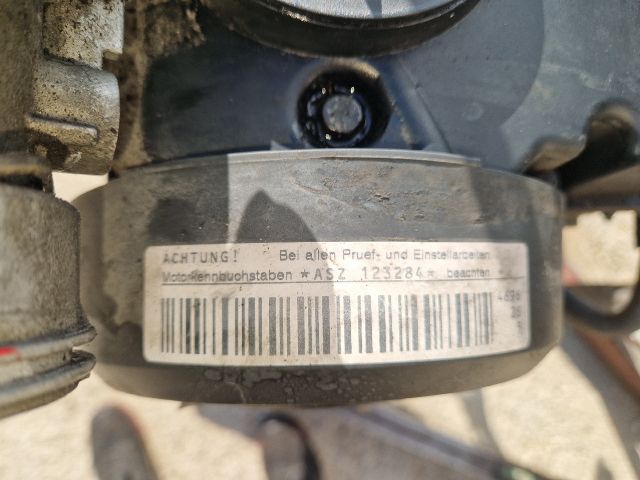 ACHTUNG! Bei allen Pruef- und Einstellarbeiten
Motorkennbuchstaben *ASZ 123284* beachten